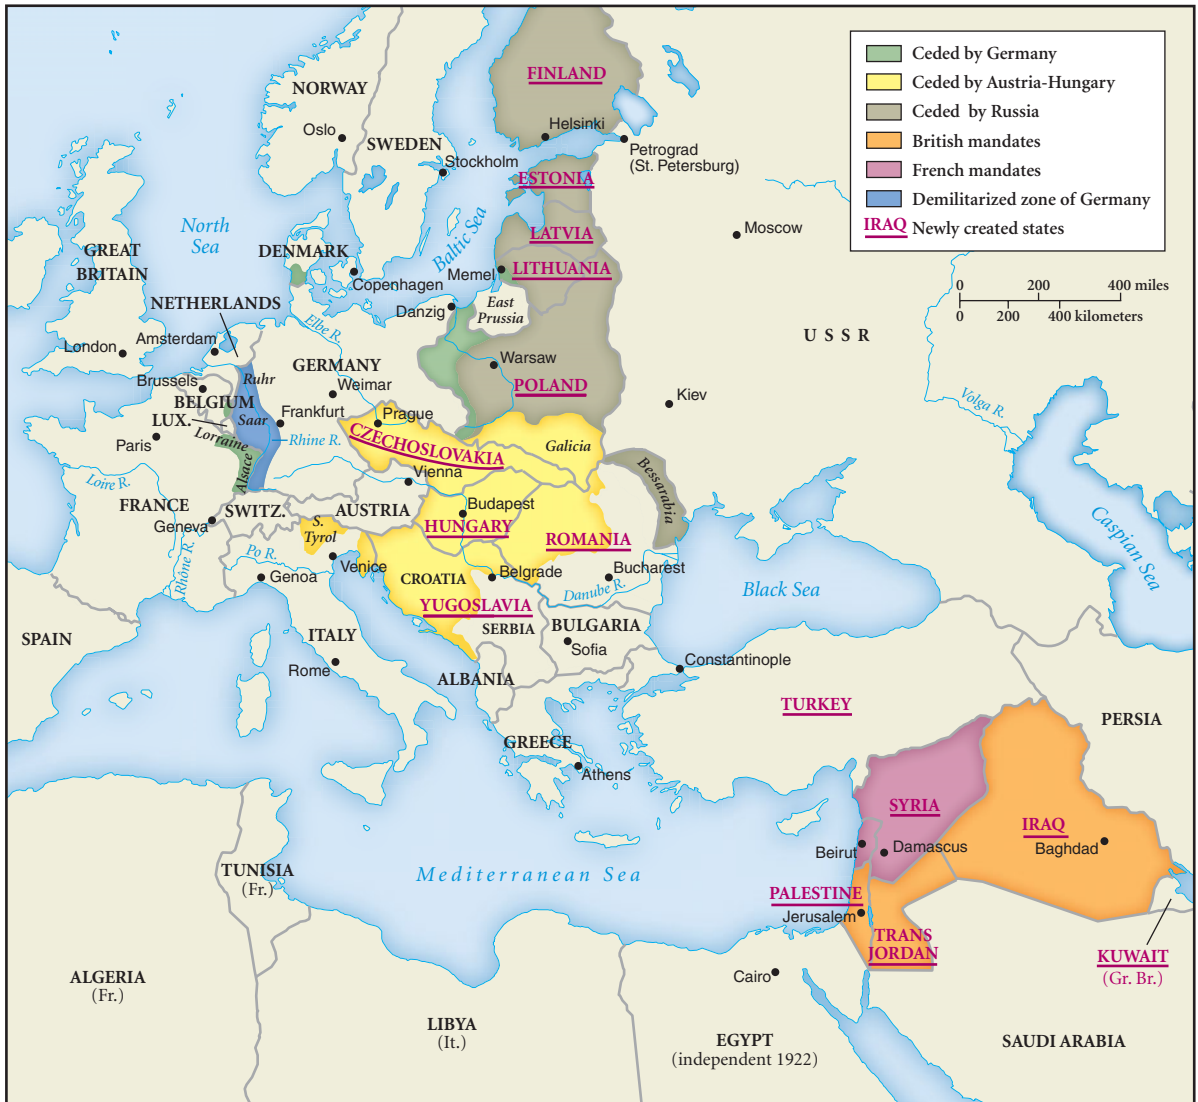 FINLAND
NORWAY
Oslo
Helsinki
SWEDEN
Petrograd
(St. Petersburg)
Stockholm
ESTONIA
North
Sea
Baltic Sea
LATVIA
Moscow
GREAT
BRITAIN
DENMARK
Memel
LITHUANIA
Copenhagen
NETHERLANDS
East
Prussia
Danzig
Elbe R.
USSR
London
Amsterdam
Warsaw
GERMANY
Ruhr
Brussels
Weimar
POLAND
Kiev
BELGIUM
Volga R.
LUX.
Saar
Frankfurt
Prague
Paris
Lorraine
Rhine R.
CZECHOSLOVAKIA
Galicia
Alsace
Bessarabia
Loire R.
Vienna
FRANCE
SWITZ.
AUSTRIA
Budapest
Geneva
HUNGARY
S.
Tyrol
ROMANIA
Caspian Sea
Rhône R.
Po R.
Venice
Genoa
CROATIA
Belgrade
Bucharest
Danube R.
Black Sea
YUGOSLAVIA
SPAIN
ITALY
SERBIA
BULGARIA
Sofia
Rome
ALBANIA
Constantinople
TURKEY
PERSIA
GREECE
Athens
SYRIA
IRAQ
Beirut
Damascus
Baghdad
TUNISIA
(Fr.)
Mediterranean Sea
PALESTINE
Jerusalem
TRANS
JORDAN
KUWAIT
(Gr. Br.)
ALGERIA
(Fr.)
Cairo
LIBYA
(It.)
EGYPT
(independent 1922)
SAUDI ARABIA
Ceded by Germany
Ceded by Austria-Hungary
Ceded by Russia
British mandates
French mandates
Demilitarized zone of Germany
IRAQ Newly created states
0 200 400 miles
0 200 400 kilometers